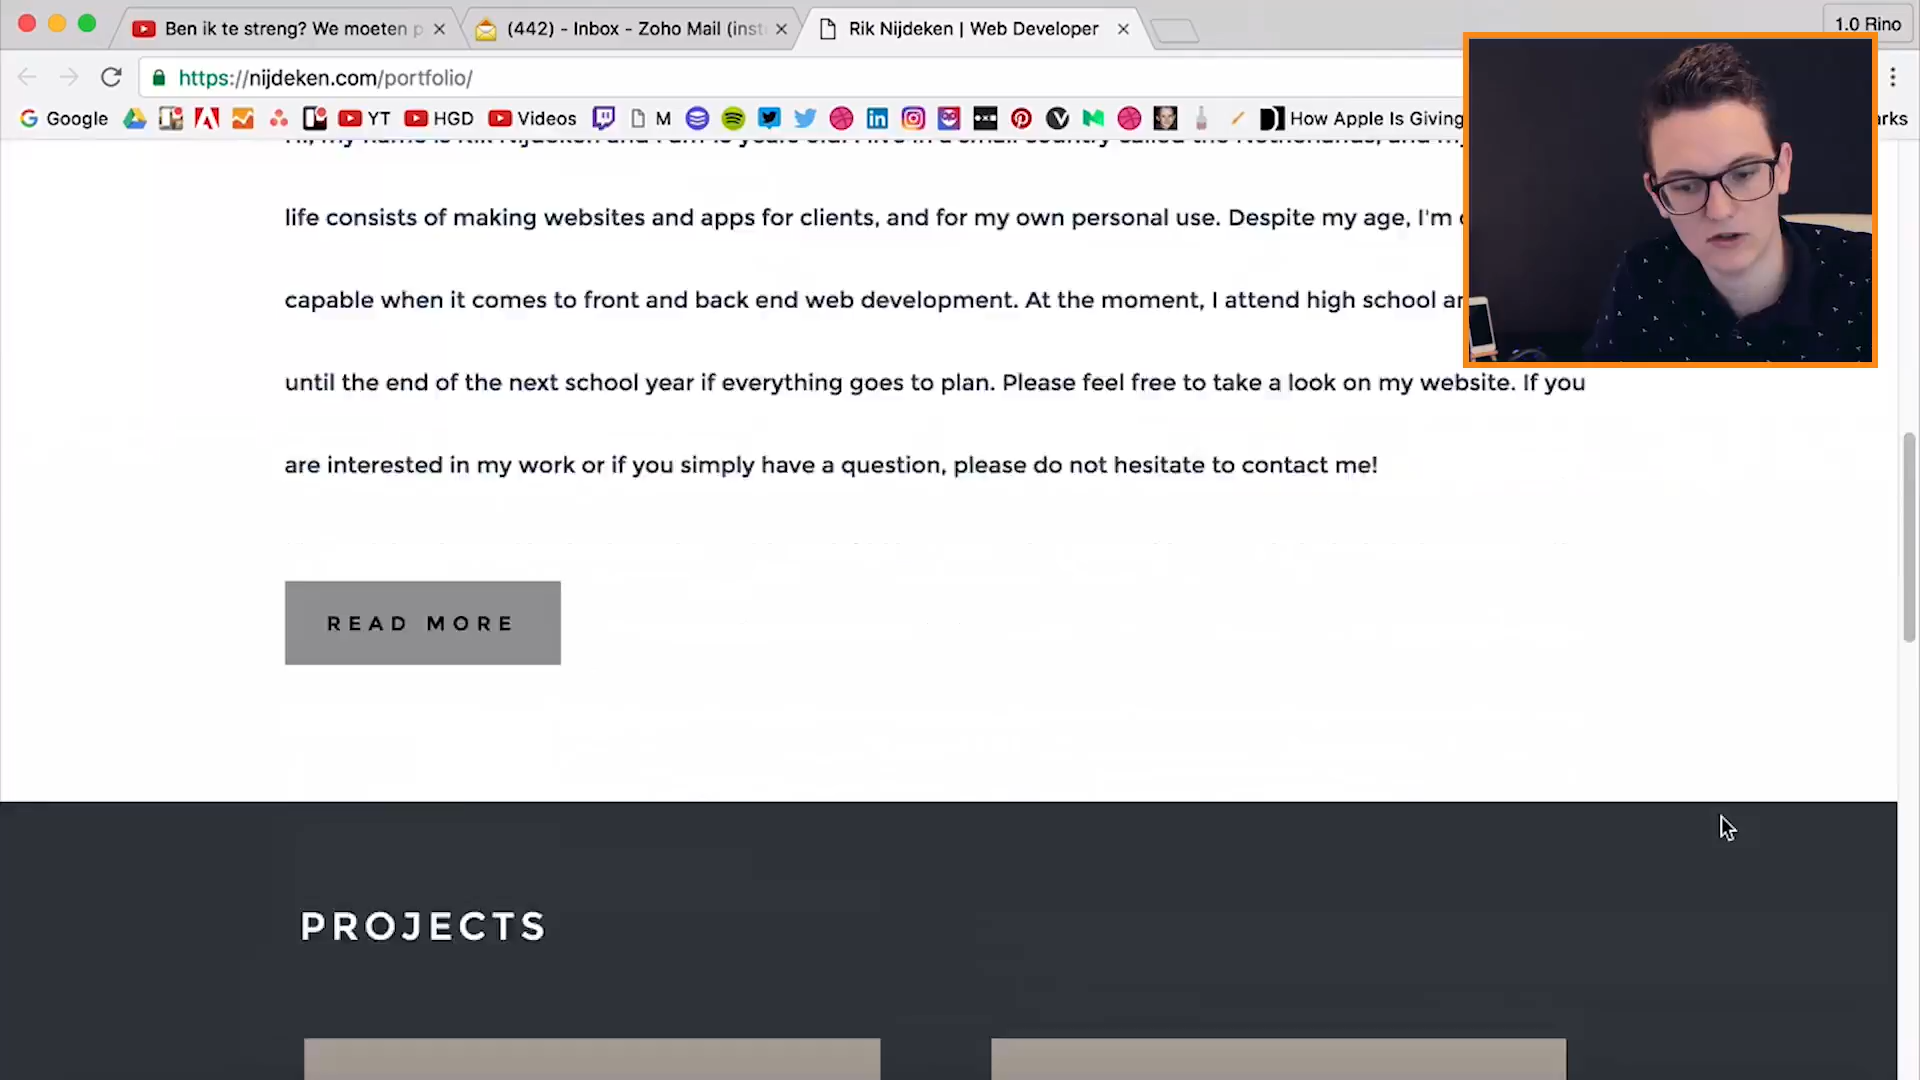 Ben ik te streng? We moeten p
(442) - Inbox - Zoho Mail (inst
Rik Nijdeken | Web Developer
1.0 Rino
https://nijdeken.com/portfolio/
Google
YT
HGD
Videos
M
How Apple Is Giving
arks
life consists of making websites and apps for clients, and for my own personal use. Despite my age, I'm
capable when it comes to front and back end web development. At the moment, I attend high school
until the end of the next school year if everything goes to plan. Please feel free to take a look on my website. If you
are interested in my work or if you simply have a question, please do not hesitate to contact me!
READ MORE
PROJECTS